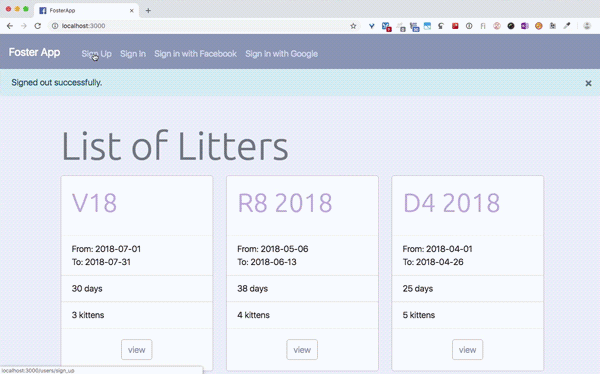 FosterApp
localhost:3000
Foster App Sign Up Sign In Sign in with Facebook Sign in with Google
Signed out successfully.
List of Litters
V18
From: 2018-07-01
To: 2018-07-31
30 days
3 kittens
view
R8 2018
From: 2018-05-06
To: 2018-06-13
38 days
4 kittens
view
D4 2018
From: 2018-04-01
To: 2018-04-26
25 days
5 kittens
view
localhost:3000/users/sign_up